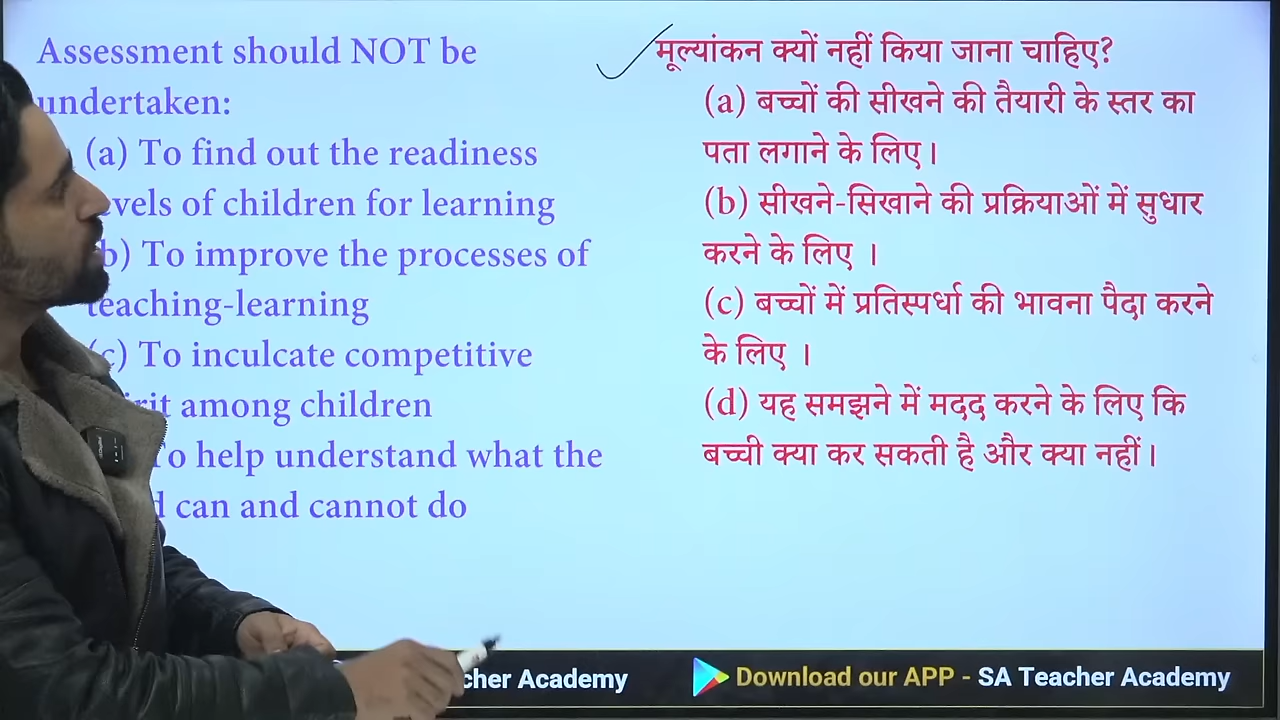 Assessment should NOT be
undertaken:
(a) To find out the readiness
levels of children for learning
b) To improve the processes of
teaching-learning
(c) To inculcate competitive
among children
To help understand what the
can and cannot do
मूल्यांकन क्यों नहीं किया जाना चाहिए?
(a) बच्चों की सीखने की तैयारी के स्तर का
पता लगाने के लिए।
(b) सीखने-सिखाने की प्रक्रियाओं में सुधार
करने के लिए ।
(c) बच्चों में प्रतिस्पर्धा की भावना पैदा करने
के लिए ।
(d) यह समझने में मदद करने के लिए कि
बच्ची क्या कर सकती है और क्या नहीं।
cher Academy
Download our APP - SA Teacher Academy